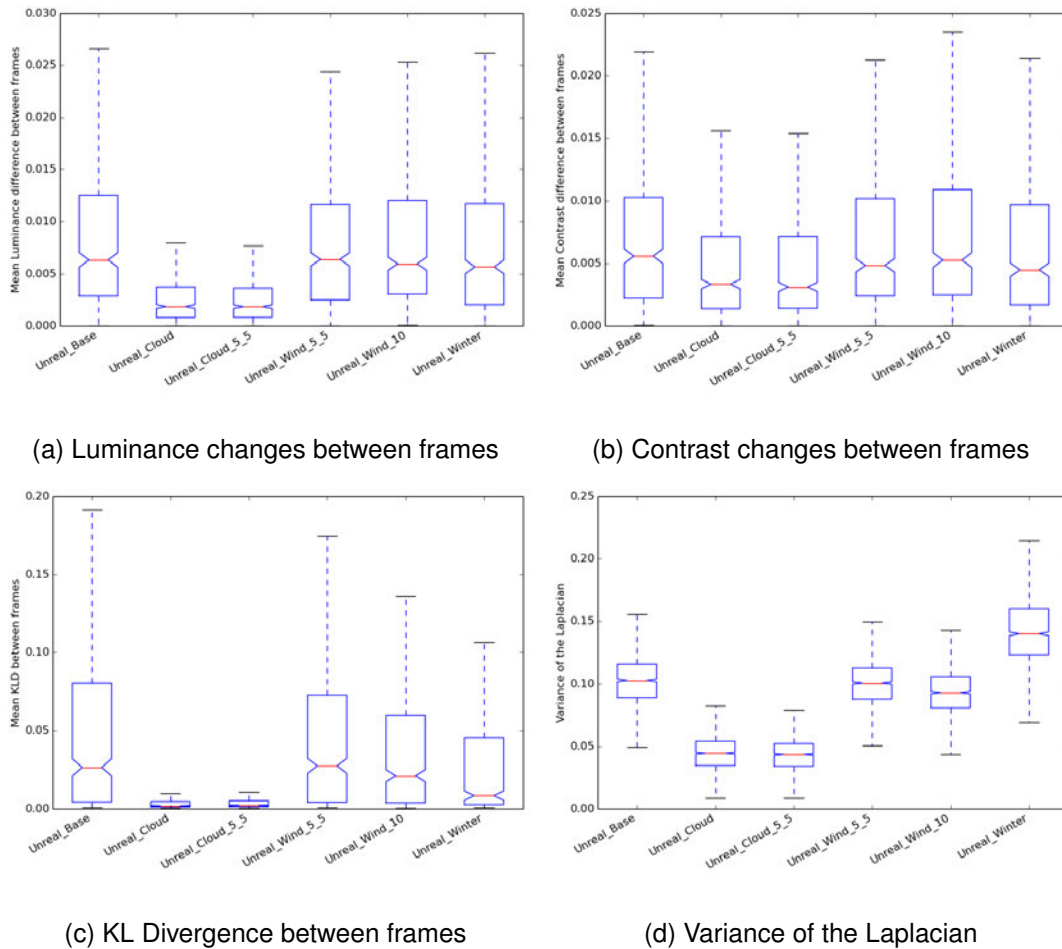 0.030
0.025
0.020
0.015
0.010
0.005
0.000
Mean Luminance difference between frames
Unreal_Base
Unreal_Cloud
Unreal_Cloud_5_5
Unreal_Wind_5_5
Unreal_Wind_10
Unreal_Winter
(a) Luminance changes between frames
0.025
0.020
0.015
0.010
0.005
0.000
Mean Contrast difference between frames
Unreal_Base
Unreal_Cloud
Unreal_Cloud_5_5
Unreal_Wind_5_5
Unreal_Wind_10
Unreal_Winter
(b) Contrast changes between frames
0.20
0.15
0.10
0.05
0.00
Mean KLD between frames
Unreal_Base
Unreal_Cloud
Unreal_Cloud_5_5
Unreal_Wind_5_5
Unreal_Wind_10
Unreal_Winter
(c) KL Divergence between frames
0.25
0.20
0.15
0.10
0.05
0.00
Variance of the Laplacian
Unreal_Base
Unreal_Cloud
Unreal_Cloud_5_5
Unreal_Wind_5_5
Unreal_Wind_10
Unreal_Winter
(d) Variance of the Laplacian